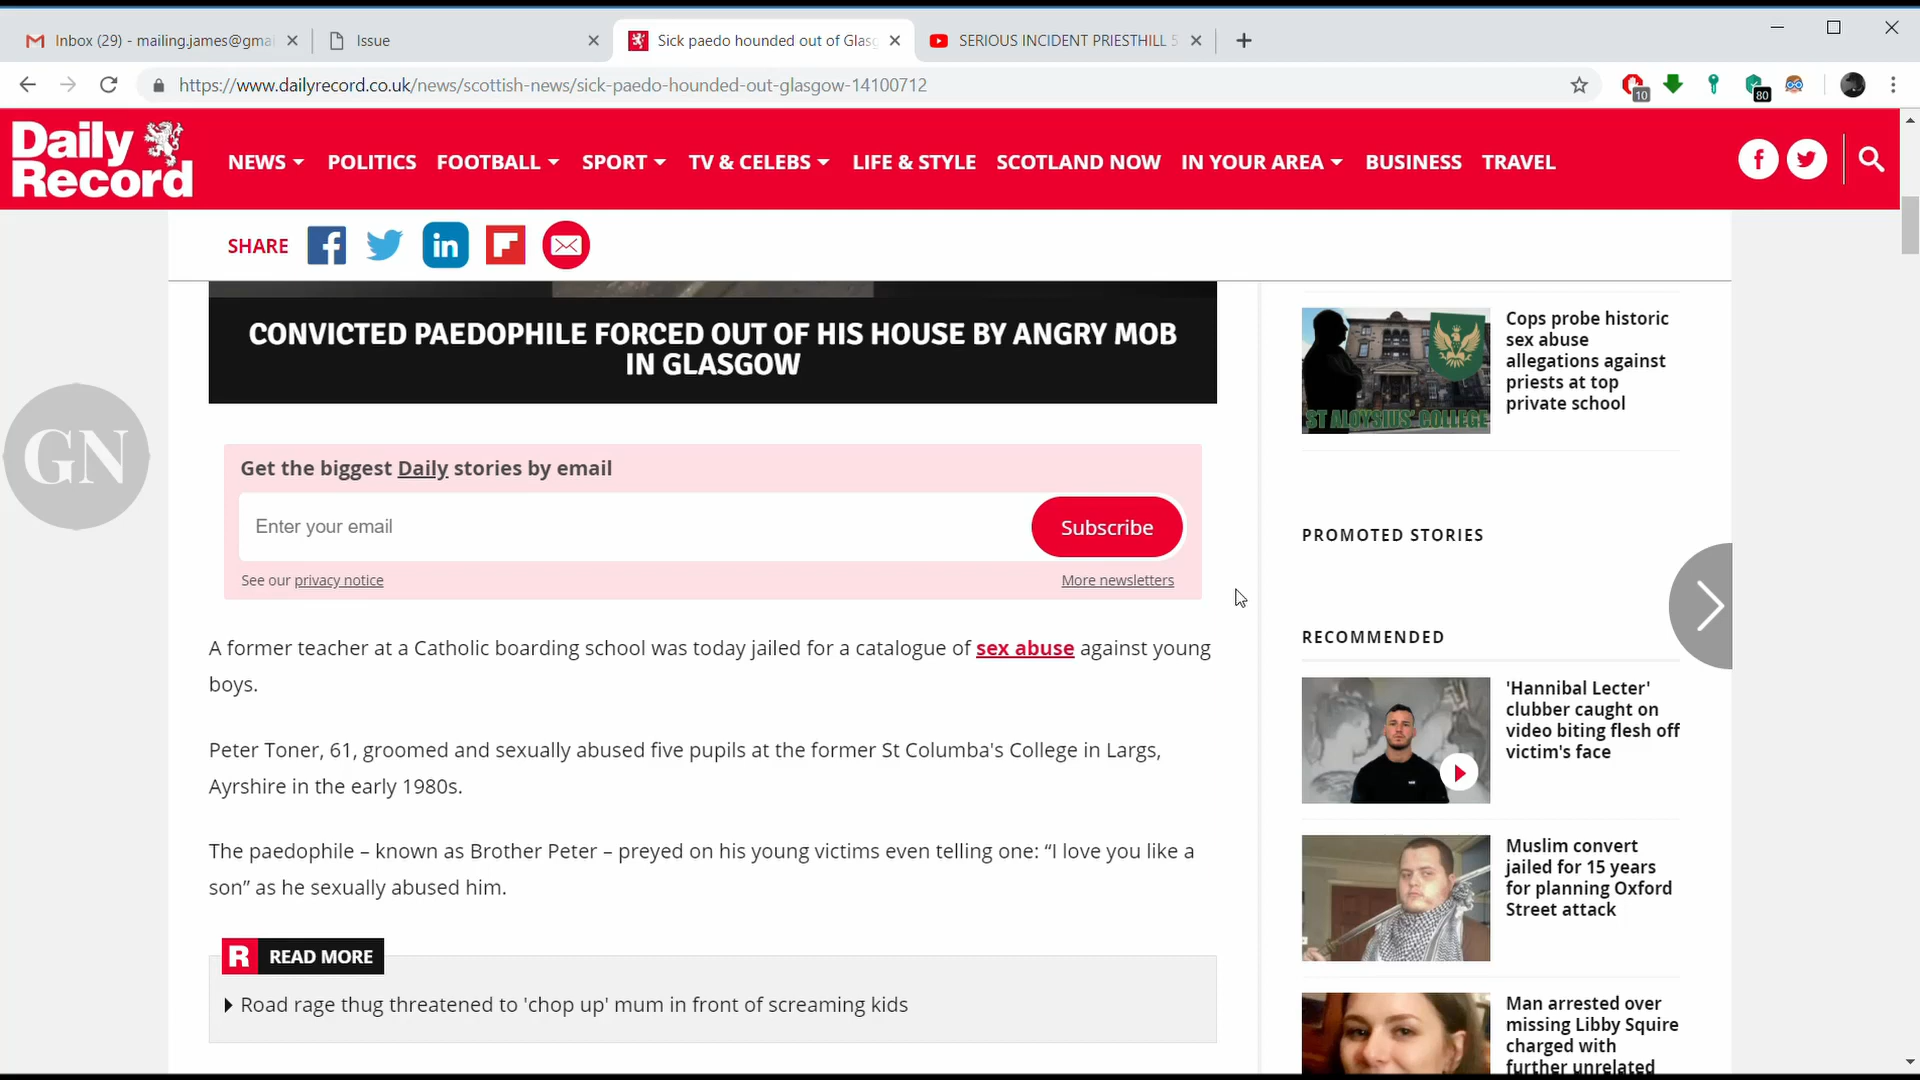 Inbox (29) - mailing.james@gma
Issue
Sick paedo hounded out of Glasg
SERIOUS INCIDENT PRIESTHILL 5
https://www.dailyrecord.co.uk/news/scottish-news/sick-paedo-hounded-out-glasgow-14100712
10
80
Daily
Record
NEWS
POLITICS
FOOTBALL
SPORT
TV & CELEBS
LIFE & STYLE
SCOTLAND NOW
IN YOUR AREA
BUSINESS
TRAVEL
SHARE
CONVICTED PAEDOPHILE FORCED OUT OF HIS HOUSE BY ANGRY MOB
IN GLASGOW
GN
Get the biggest Daily stories by email
Enter your email
Subscribe
See our privacy notice
More newsletters
A former teacher at a Catholic boarding school was today jailed for a catalogue of sex abuse against young
boys.
Peter Toner, 61, groomed and sexually abused five pupils at the former St Columba's College in Largs,
Ayrshire in the early 1980s.
The paedophile – known as Brother Peter – preyed on his young victims even telling one: “I love you like a
son” as he sexually abused him.
R READ MORE
Road rage thug threatened to 'chop up' mum in front of screaming kids
ST ALOYSIUS' COLLEGE
Cops probe historic
sex abuse
allegations against
priests at top
private school
PROMOTED STORIES
RECOMMENDED
'Hannibal Lecter'
clubber caught on
video biting flesh off
victim's face
Muslim convert
jailed for 15 years
for planning Oxford
Street attack
Man arrested over
missing Libby Squire
charged with
further unrelated